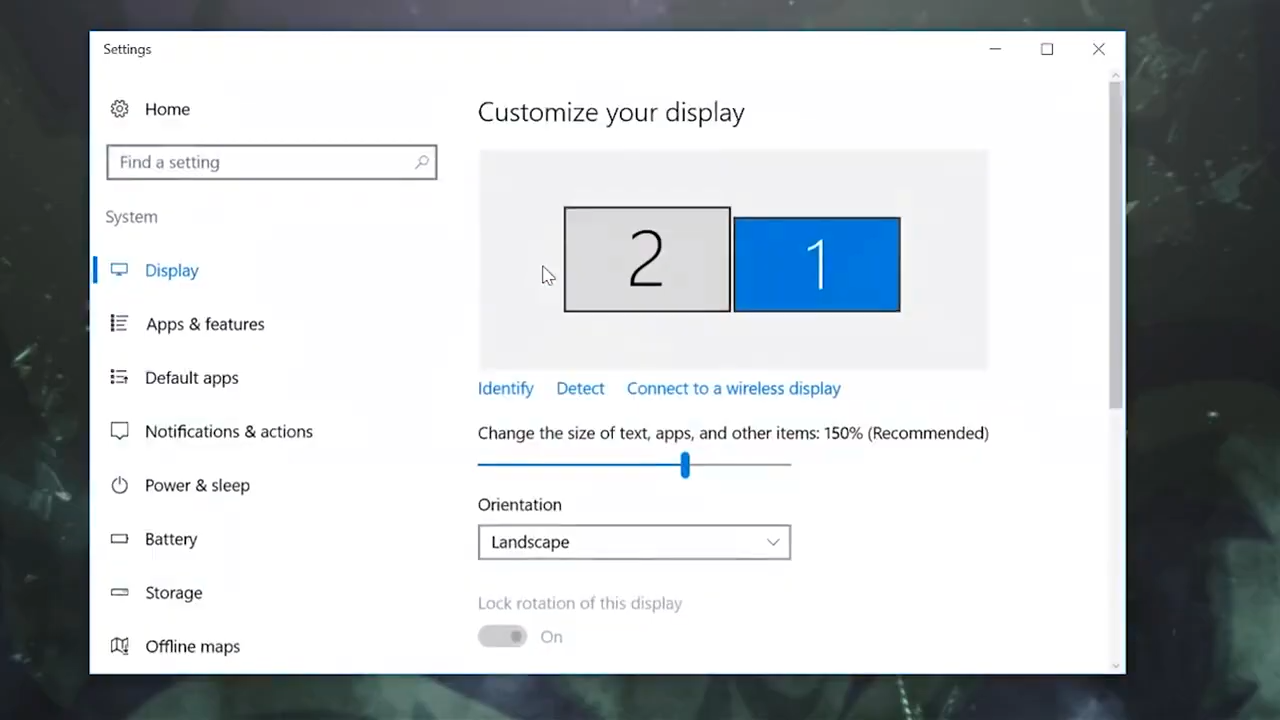 Settings
Home
Find a setting
System
Display
Apps & features
Default apps
Notifications & actions
Power & sleep
Battery
Storage
Offline maps
Customize your display
2 1
Identify Detect Connect to a wireless display
Change the size of text, apps, and other items: 150% (Recommended)
Orientation
Landscape
Lock rotation of this display
On